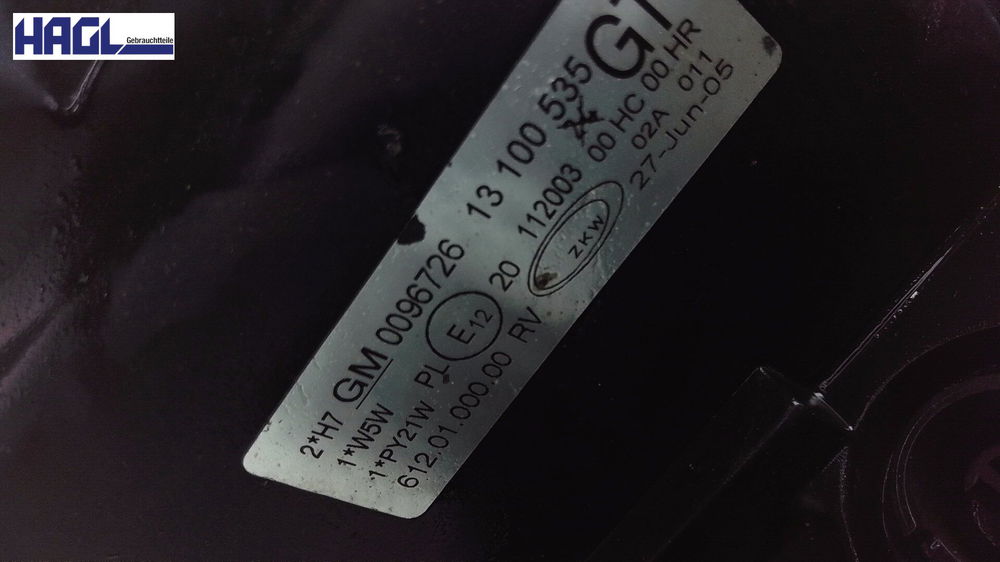 HAGL
Gebrauchtteile
2*H7 GM 0096726 13 100 535 GT
1*W5W
1*PY21W PL E12 20 112003 00 HC 00 HR
02A 011
612.01.000.00 RV ZKW 27-Jun-05